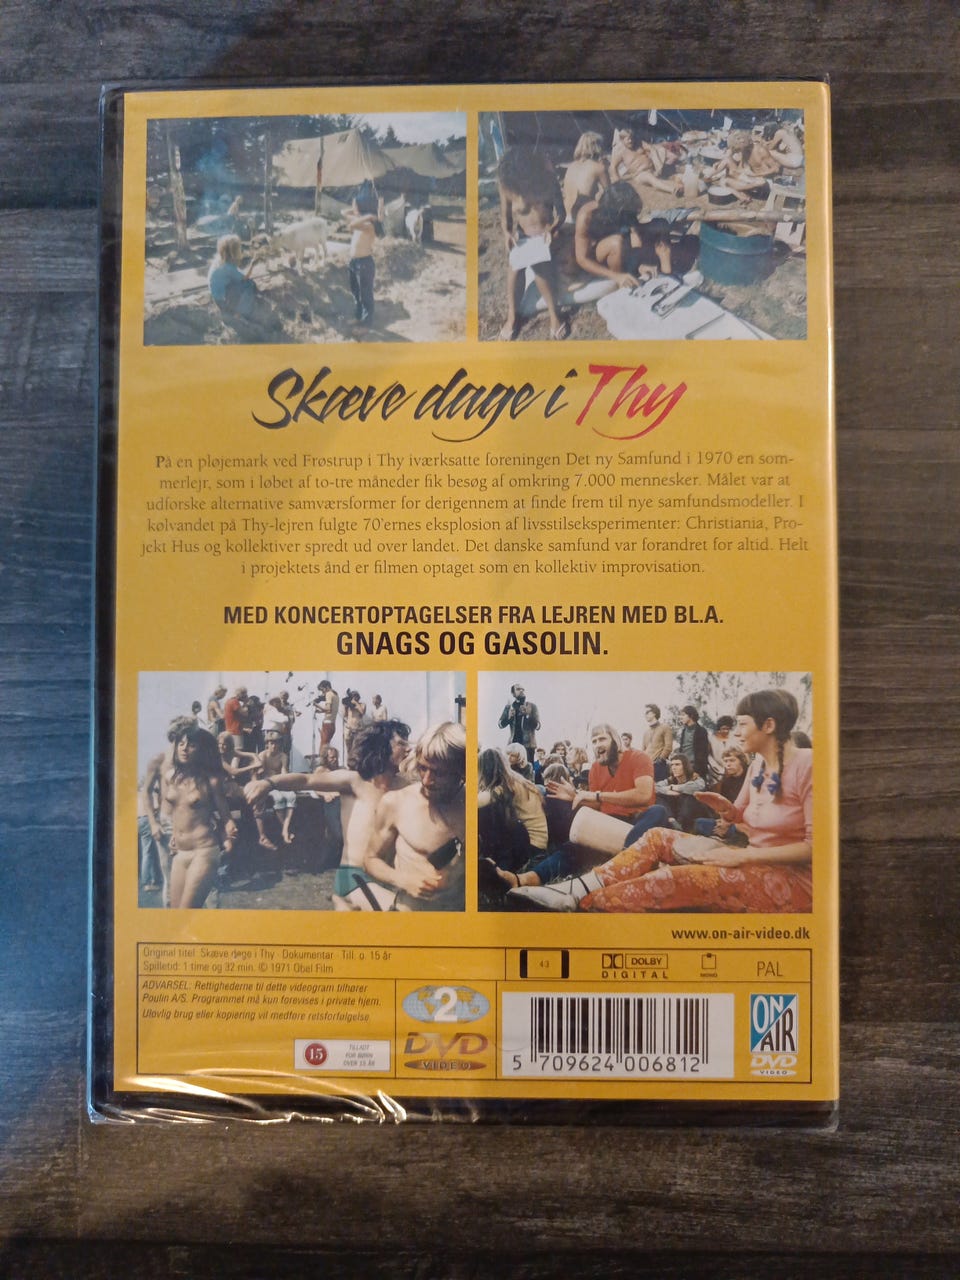 Skæve dage i Thy
På en pløjemark ved Frøstrup i Thy iværksatte foreningen Det ny Samfund i 1970 en som-
merlejr, som i løbet af to-tre måneder fik besøg af omkring 7.000 mennesker. Målet var at
udforske alternative samværsformer for derigennem at finde frem til nye samfundsmodeller. I
kølvandet på Thy-lejren fulgte 70'ernes eksplosion af livsstilseksperimenter: Christiania, Pro-
jekt Hus og kollektiver spredt ud over landet. Det danske samfund var forandret for altid. Helt
i projektets ånd er filmen optaget som en kollektiv improvisation.
MED KONCERTOPTAGELSER FRA LEJREN MED BL.A.
GNAGS OG GASOLIN.
www.on-air-video.dk
Original titel: Skæve dage i Thy · Dokumentar · Till. o. 15 år
Spilletid: 1 time og 32 min. © 1971 Obel Film
4:3
DOLBY
DIGITAL
MONO
PAL
ADVARSEL: Rettighederne til dette videogram tilhører
Poulin A/S. Programmet må kun forevises i private hjem.
Ulovlig brug eller kopiering vil medføre retsforfølgelse.
15
TILLADT
FOR BØRN
OVER 15 ÅR
2
DVD
VIDEO
5 709624 006812
ON
AIR
DVD
VIDEO